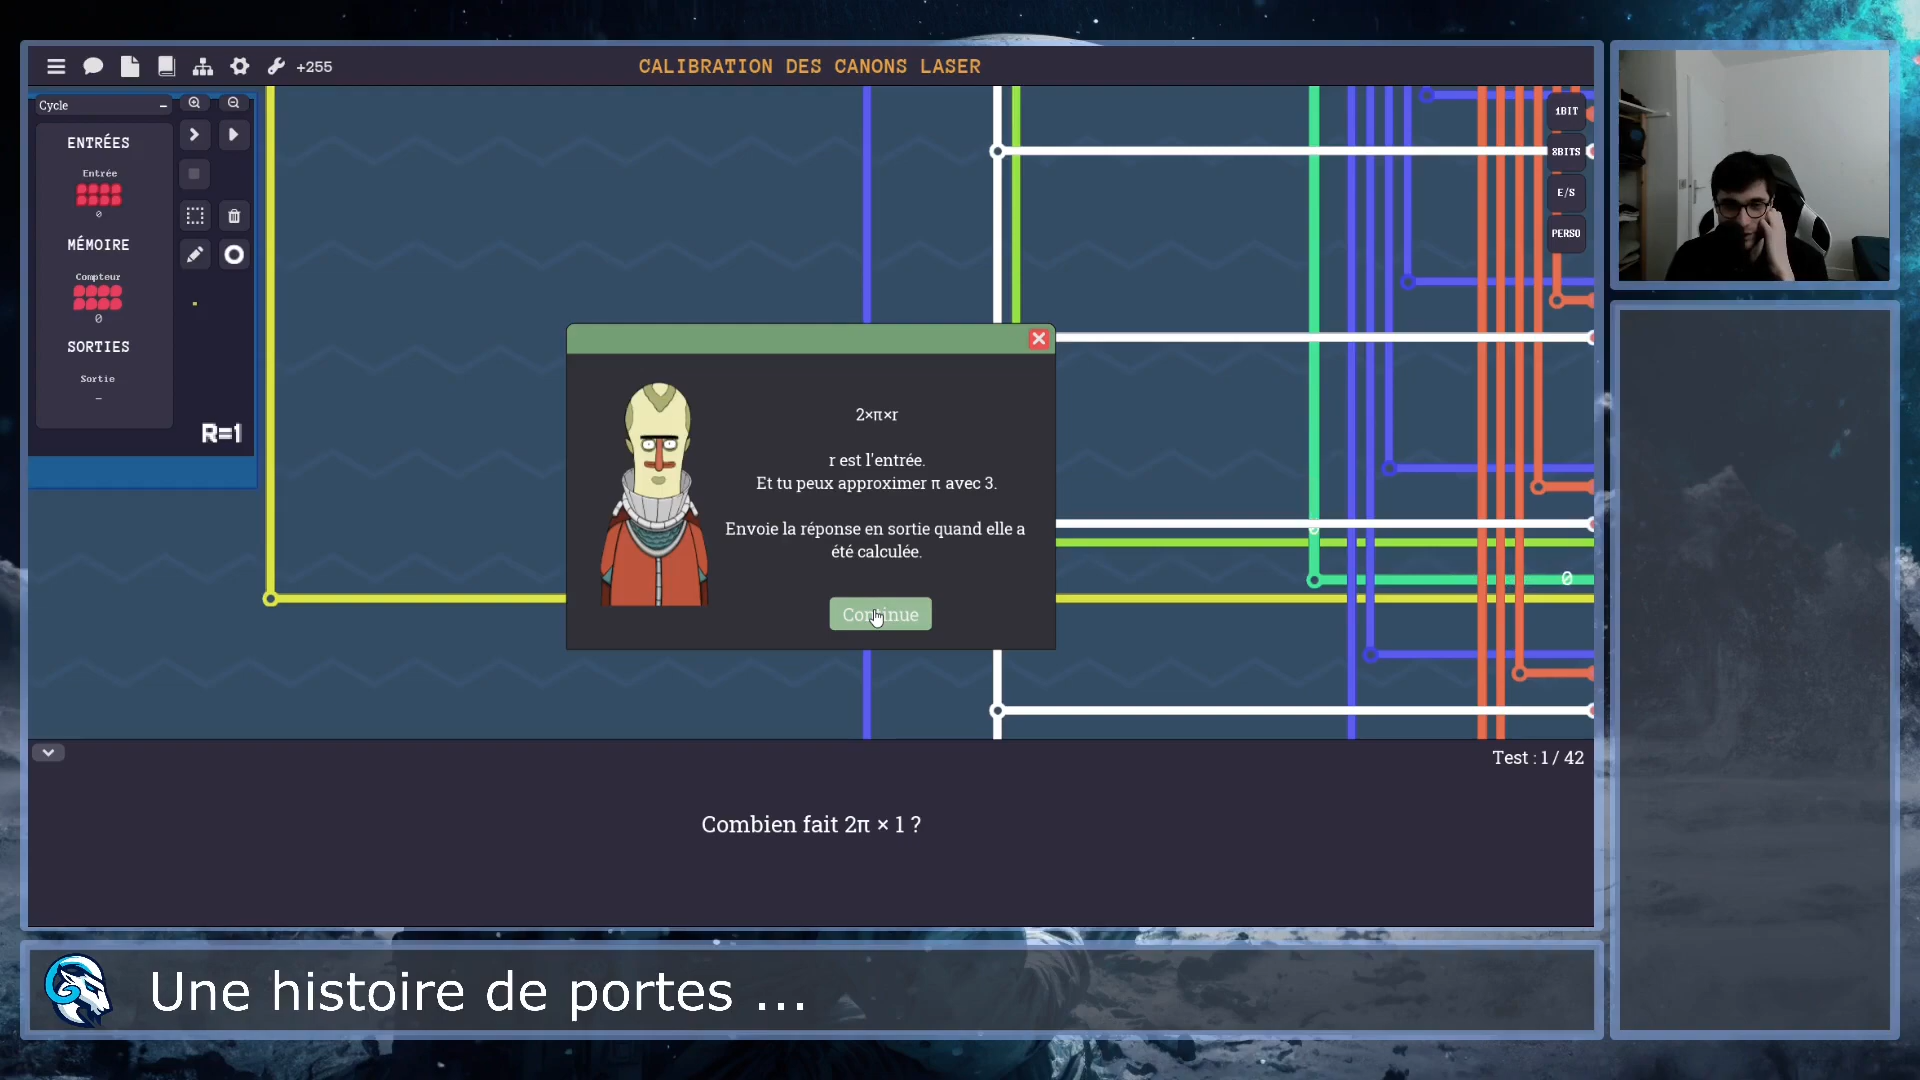 +255
CALIBRATION DES CANONS LASER
Cycle
ENTRÉES
Entrée
0
MÉMOIRE
Compteur
0
SORTIES
Sortie
–
R=1
1BIT
8BITS
E/S
PERSO
2×π×r
r est l'entrée.
Et tu peux approximer π avec 3.
Envoie la réponse en sortie quand elle a
été calculée.
Continue
0
Test : 1 / 42
Combien fait 2π × 1 ?
Une histoire de portes ...